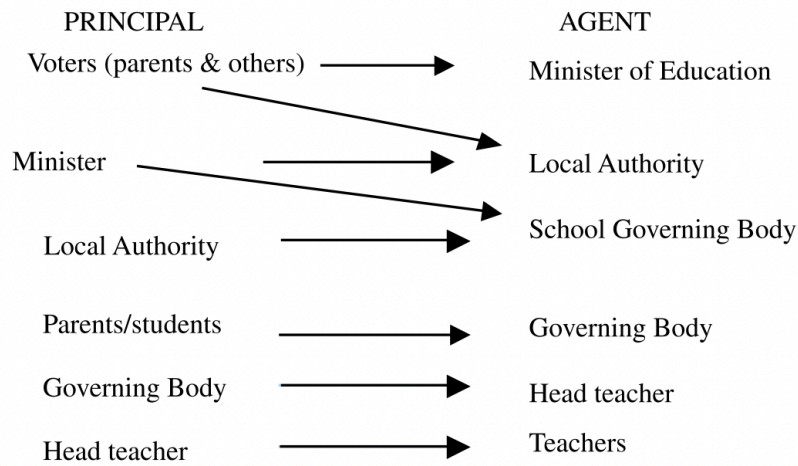 PRINCIPAL AGENT
Voters (parents & others) Minister of Education
Minister Local Authority
School Governing Body
Local Authority
Parents/students Governing Body
Governing Body Head teacher
Head teacher Teachers